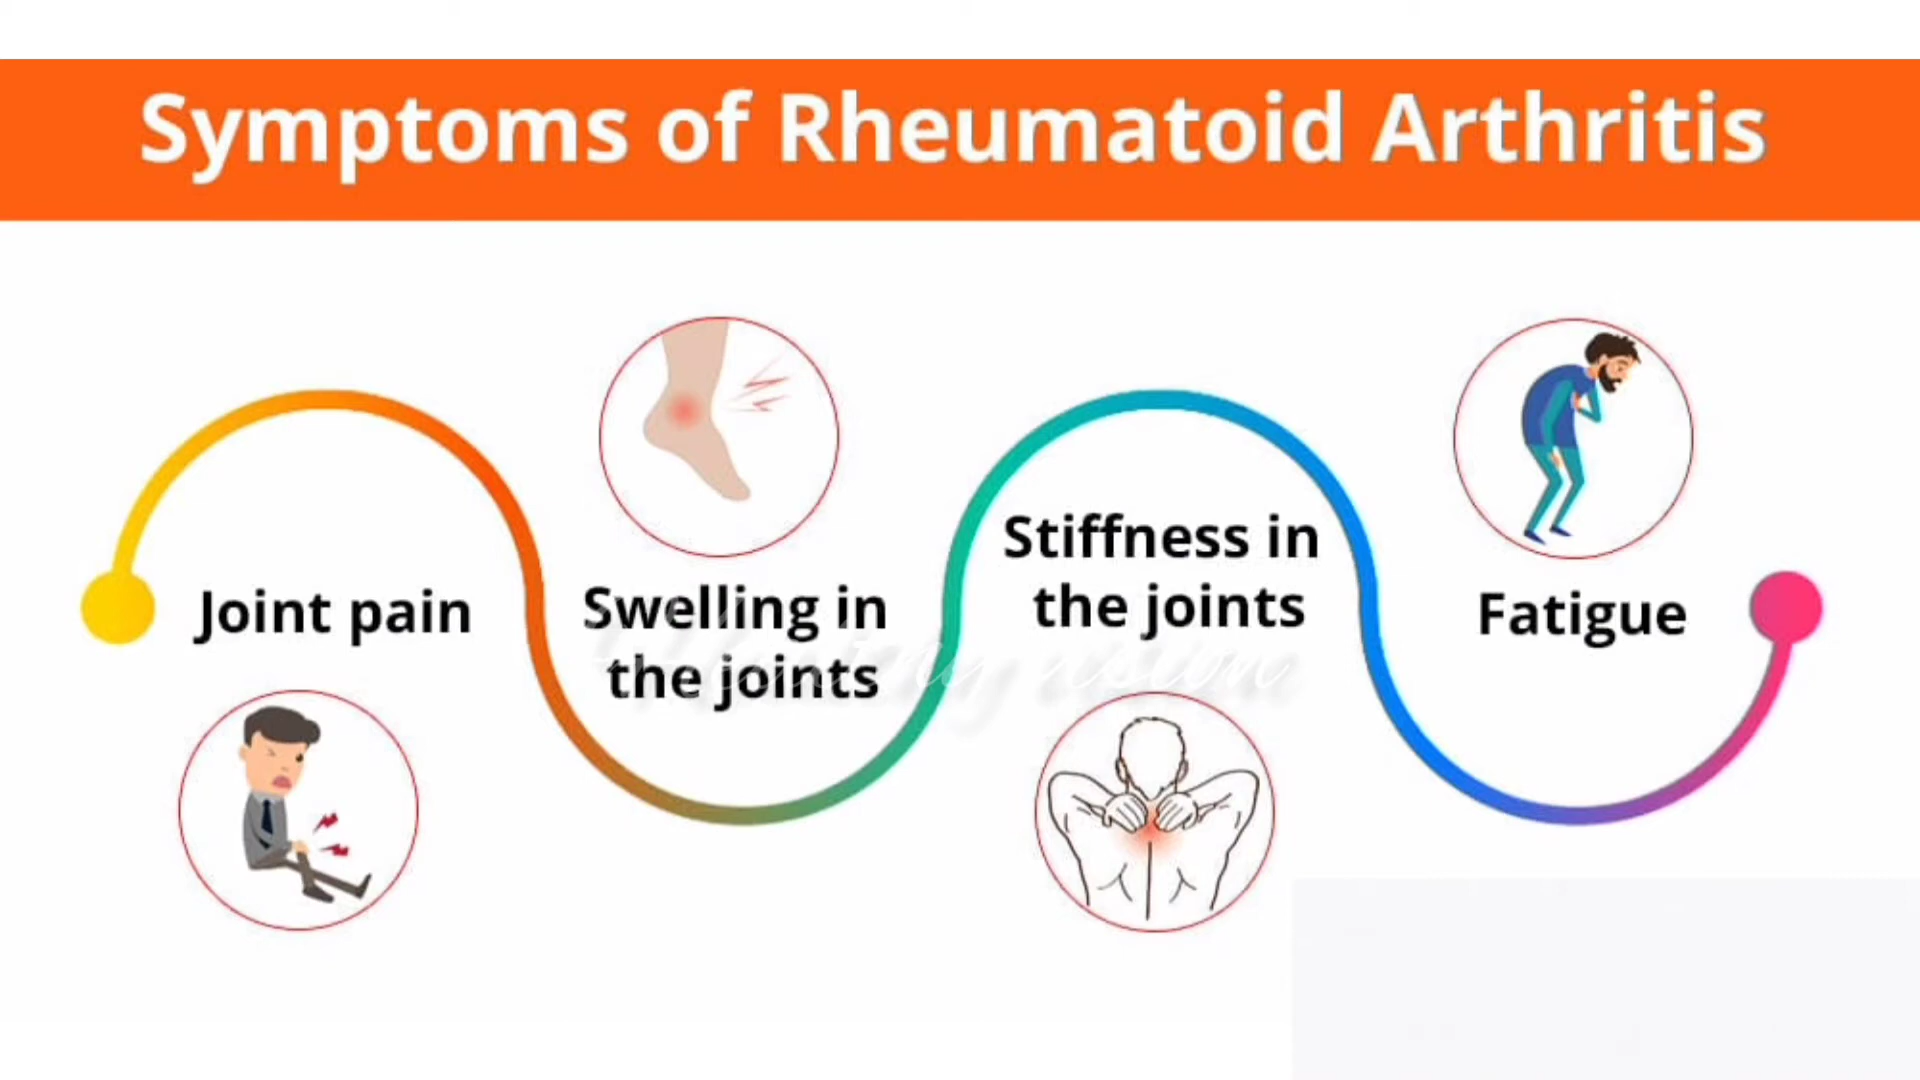 Symptoms of Rheumatoid Arthritis
Joint pain
Swelling in
the joints
Stiffness in
the joints
Fatigue